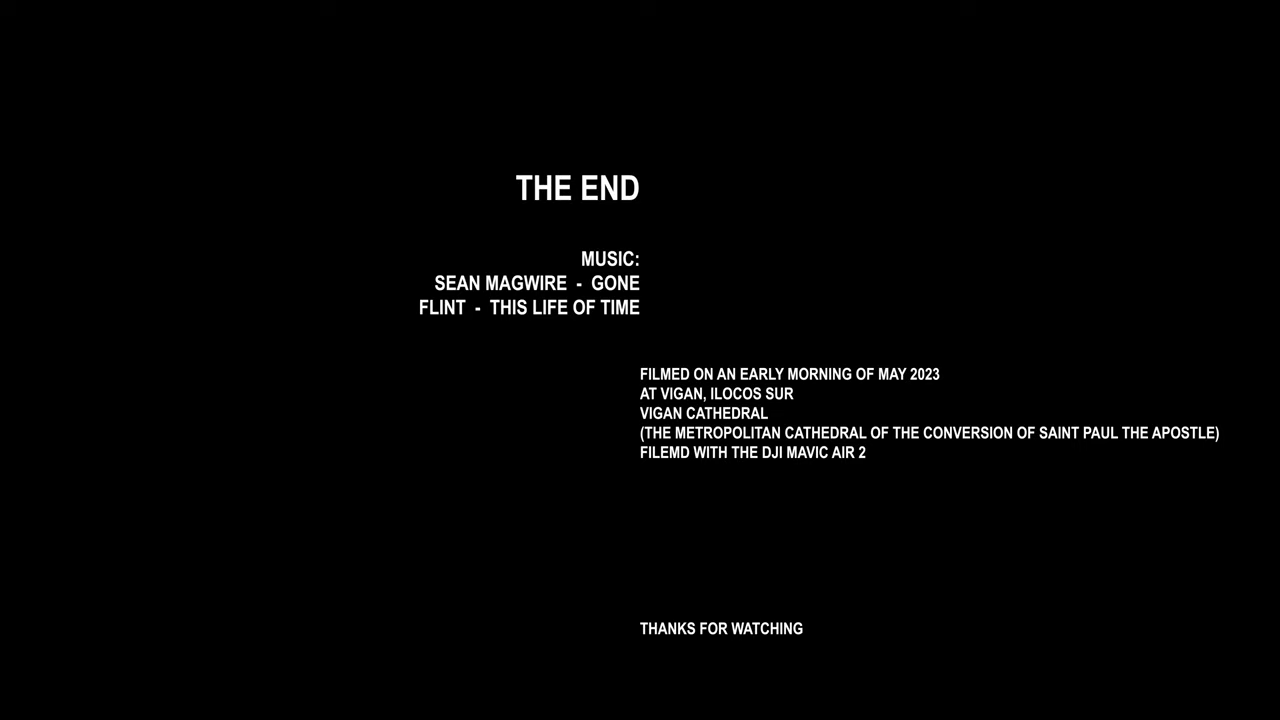 THE END
MUSIC:
SEAN MAGWIRE - GONE
FLINT - THIS LIFE OF TIME
FILMED ON AN EARLY MORNING OF MAY 2023
AT VIGAN, ILOCOS SUR
VIGAN CATHEDRAL
(THE METROPOLITAN CATHEDRAL OF THE CONVERSION OF SAINT PAUL THE APOSTLE)
FILEMD WITH THE DJI MAVIC AIR 2
THANKS FOR WATCHING